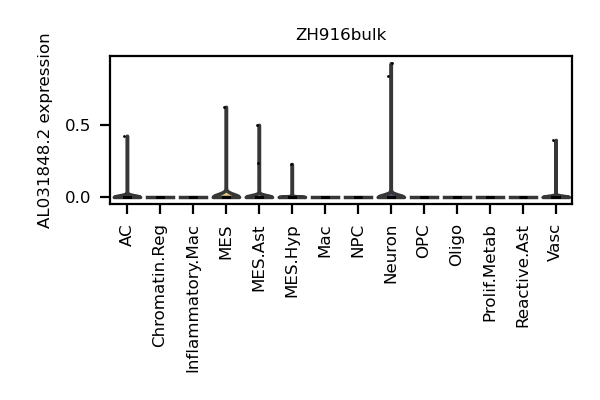 ZH916bulk
AL031848.2 expression
0.5
0.0
AC
Chromatin.Reg
Inflammatory.Mac
MES
MES.Ast
MES.Hyp
Mac
NPC
Neuron
OPC
Oligo
Prolif.Metab
Reactive.Ast
Vasc